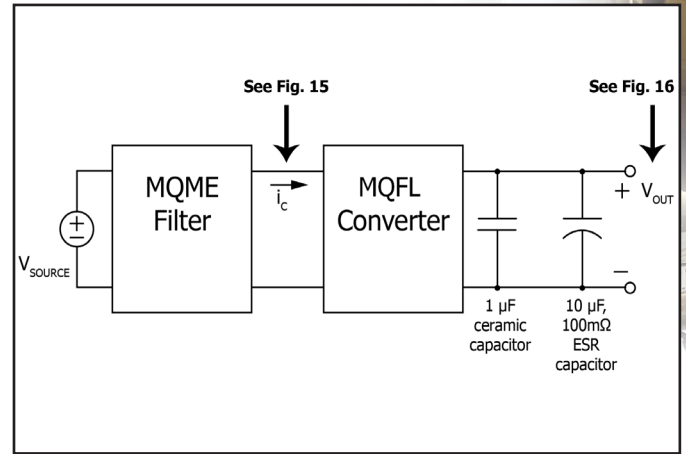 See Fig. 15
See Fig. 16
MQME
Filter
i_c
MQFL
Converter
+ V_OUT
+
−
V_SOURCE
−
1 µF
ceramic
capacitor
10 µF,
100mΩ
ESR
capacitor